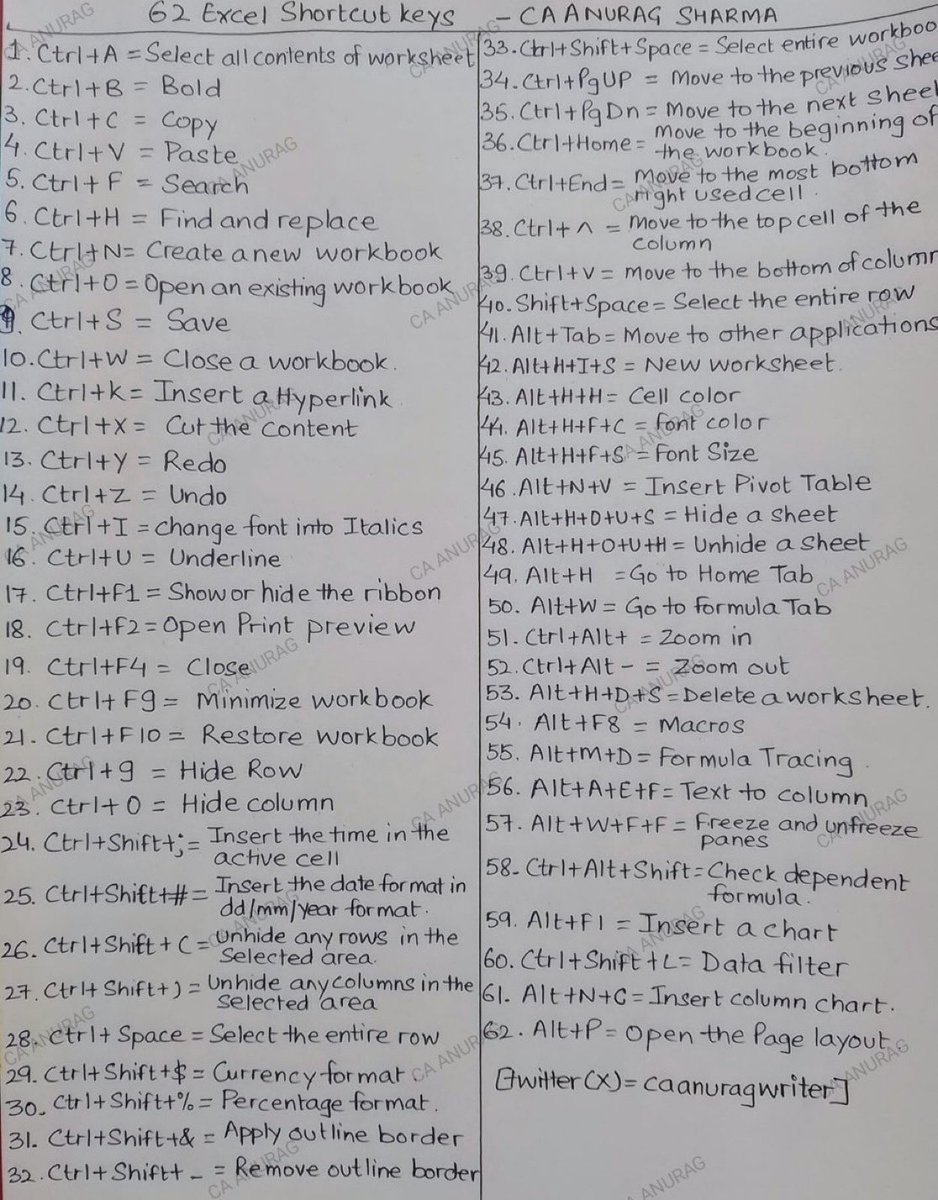 62 Excel Shortcut keys - CA ANURAG SHARMA
1. Ctrl+A = Select all contents of worksheet
2. Ctrl+B = Bold
3. Ctrl+C = Copy
4. Ctrl+V = Paste
5. Ctrl+F = Search
6. Ctrl+H = Find and replace
7. Ctrl+N = Create a new workbook
8. Ctrl+O = Open an existing workbook
9. Ctrl+S = Save
10. Ctrl+W = Close a workbook.
11. Ctrl+k = Insert a Hyperlink
12. Ctrl+X = Cut the content
13. Ctrl+Y = Redo
14. Ctrl+Z = Undo
15. Ctrl+I = change font into Italics
16. Ctrl+U = Underline
17. Ctrl+F1 = Show or hide the ribbon
18. Ctrl+F2 = Open Print preview
19. Ctrl+F4 = Close
20. Ctrl+F9 = Minimize workbook
21. Ctrl+F10 = Restore workbook
22. Ctrl+9 = Hide Row
23. Ctrl+0 = Hide column
24. Ctrl+Shift+; = Insert the time in the
active cell
25. Ctrl+Shift+# = Insert the date format in
dd/mm/year format.
26. Ctrl+Shift+( = Unhide any rows in the
selected area.
27. Ctrl+Shift+) = Unhide any columns in the
selected area
28. Ctrl+Space = Select the entire row
29. Ctrl+Shift+$ = Currency format.
30. Ctrl+Shift+% = Percentage format.
31. Ctrl+Shift+& = Apply outline border
32. Ctrl+Shift+_ = Remove outline border
33. Ctrl+Shift+Space = Select entire workboo
34. Ctrl+PgUP = Move to the previous shee
35. Ctrl+PgDn = Move to the next sheet
36. Ctrl+Home = Move to the beginning of
the workbook.
37. Ctrl+End = Move to the most bottom
right used cell.
38. Ctrl+^ = Move to the top cell of the
column
39. Ctrl+v = move to the bottom of column
40. Shift+Space = Select the entire row
41. Alt+Tab = Move to other applications
42. Alt+H+I+S = New worksheet.
43. Alt+H+H = Cell color
44. Alt+H+F+C = font color
45. Alt+H+F+S = Font Size
46. Alt+N+V = Insert Pivot Table
47. Alt+H+O+U+S = Hide a sheet
48. Alt+H+O+U+H = Unhide a sheet
49. Alt+H = Go to Home Tab
50. Alt+W = Go to formula Tab
51. Ctrl+Alt+ = Zoom in
52. Ctrl+Alt - = Zoom out
53. Alt+H+D+S = Delete a worksheet.
54. Alt+F8 = Macros
55. Alt+M+D = Formula Tracing.
56. Alt+A+E+F = Text to column
57. Alt+W+F+F = Freeze and unfreeze
panes
58. Ctrl+Alt+Shift = Check dependent
formula.
59. Alt+F1 = Insert a chart
60. Ctrl+Shift+L = Data filter
61. Alt+N+C = Insert column chart.
62. Alt+P = Open the Page layout.
[Twitter(X) = caanuragwriter]